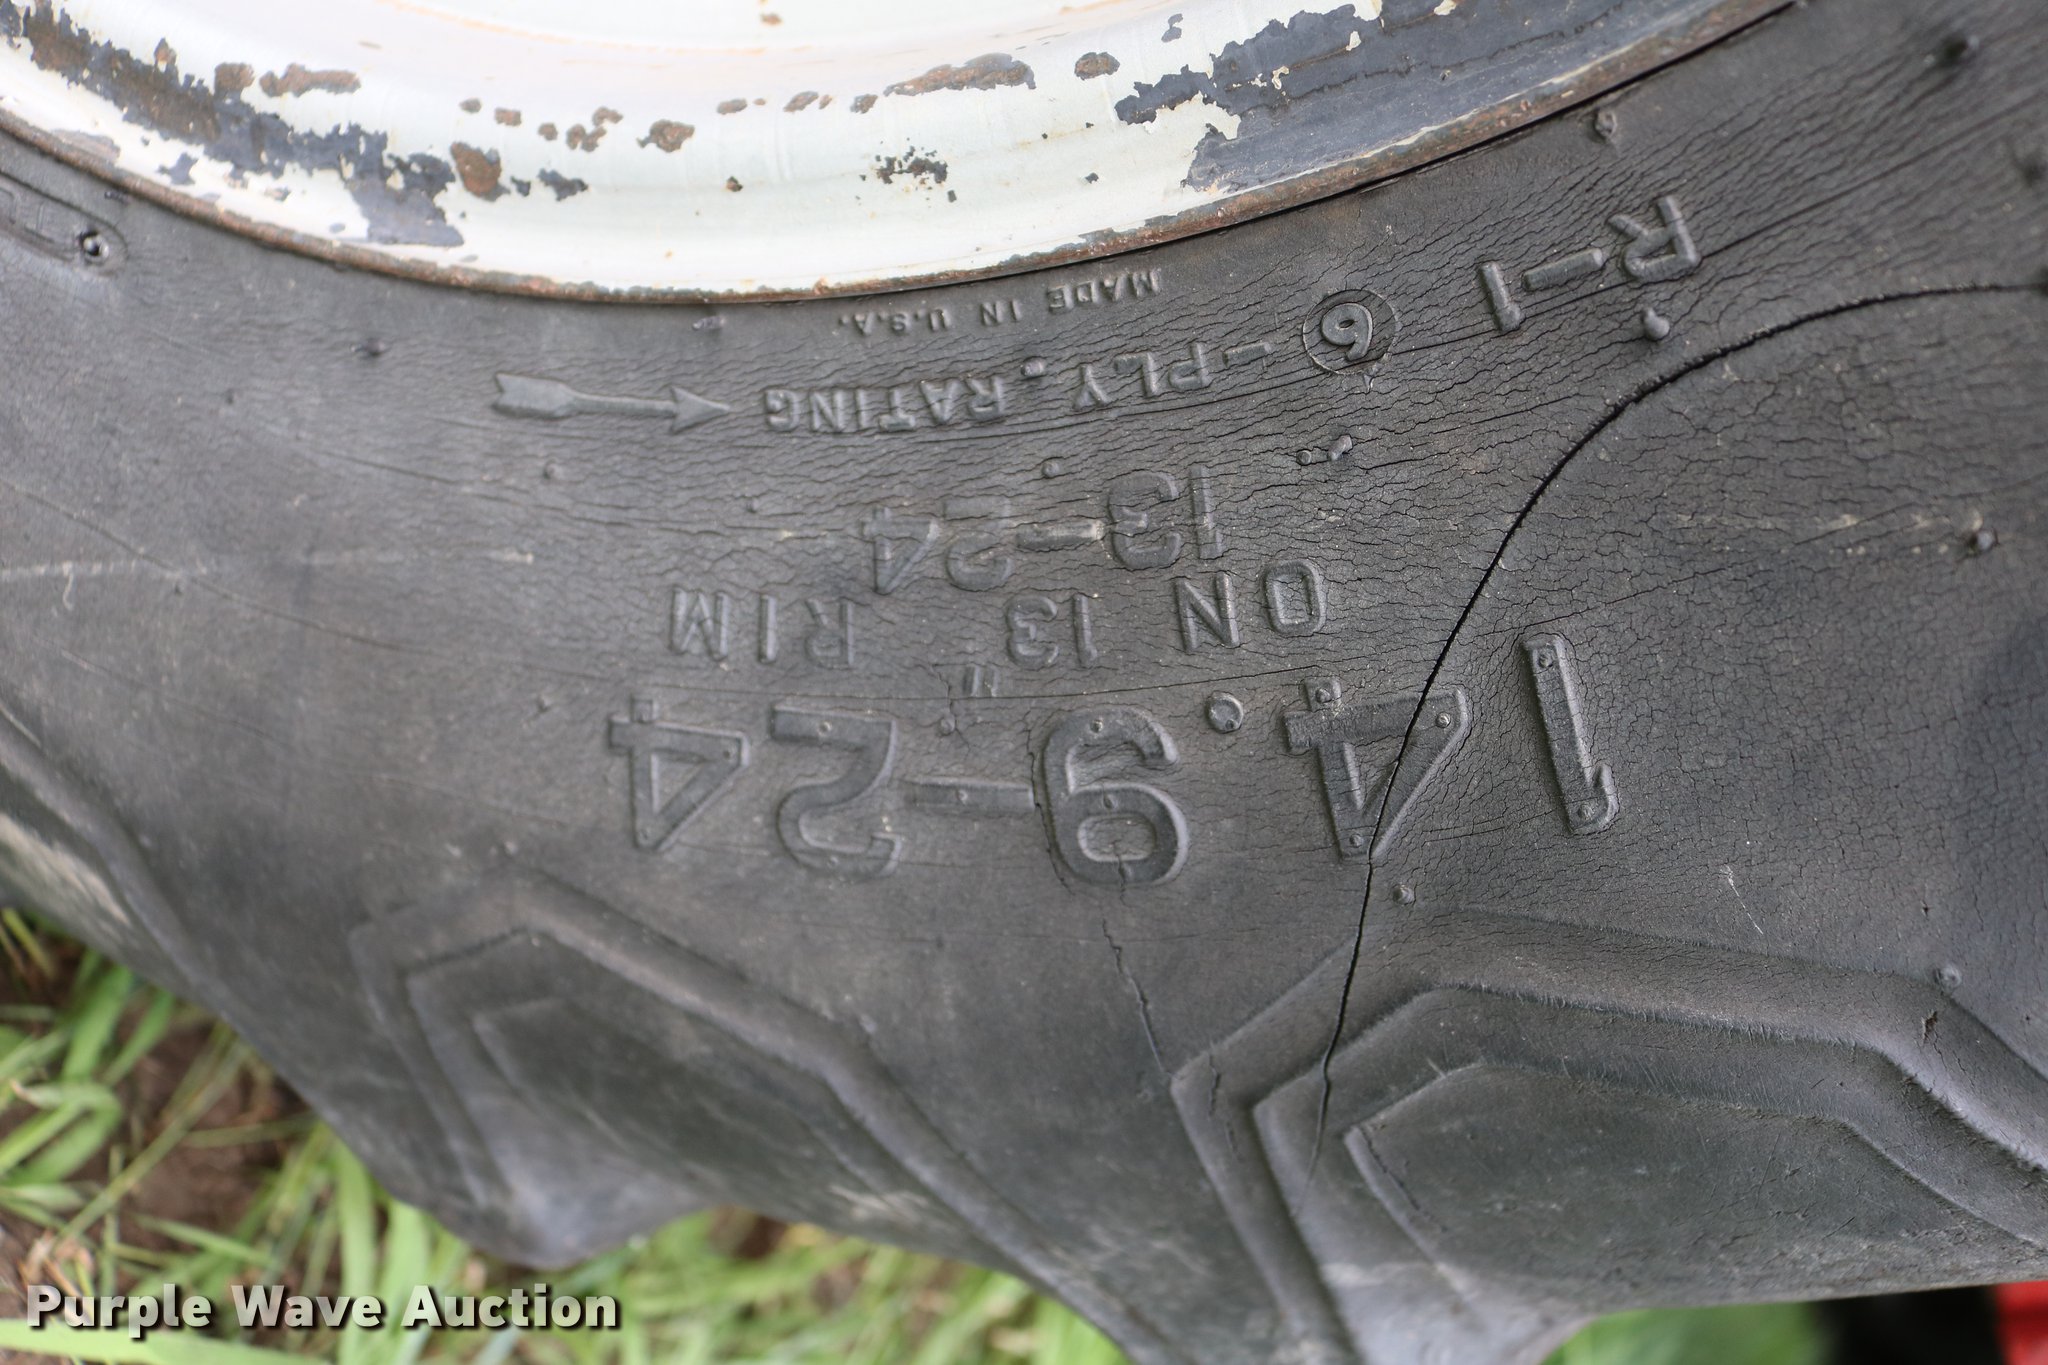 14.9-24
ON 13" RIM
13-24
R-1
6-PLY RATING
MADE IN U.S.A.
Purple Wave Auction